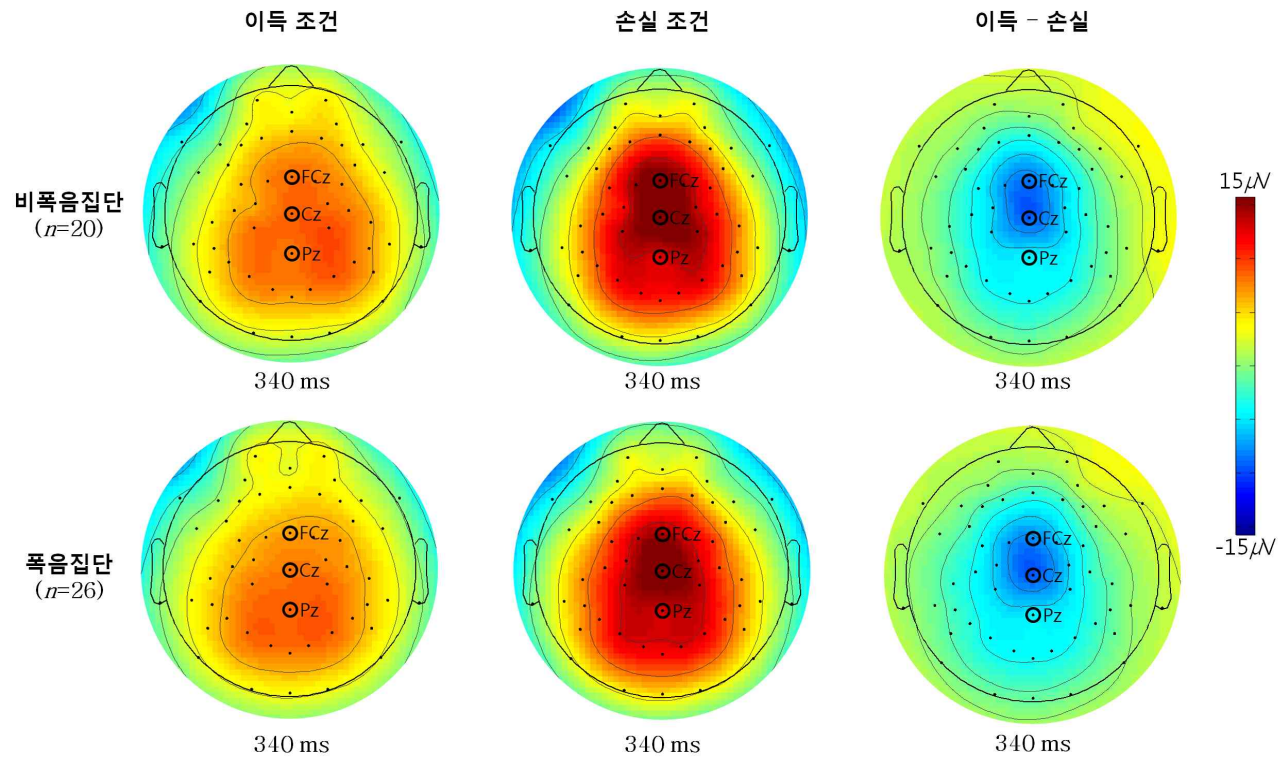 이득 조건
손실 조건
이득 - 손실
비폭음집단
(n=20)
FCz
Cz
Pz
FCz
Cz
Pz
FCz
Cz
Pz
15㎶
340 ms
340 ms
340 ms
폭음집단
(n=26)
FCz
Cz
Pz
FCz
Cz
Pz
FCz
Cz
Pz
-15㎶
340 ms
340 ms
340 ms